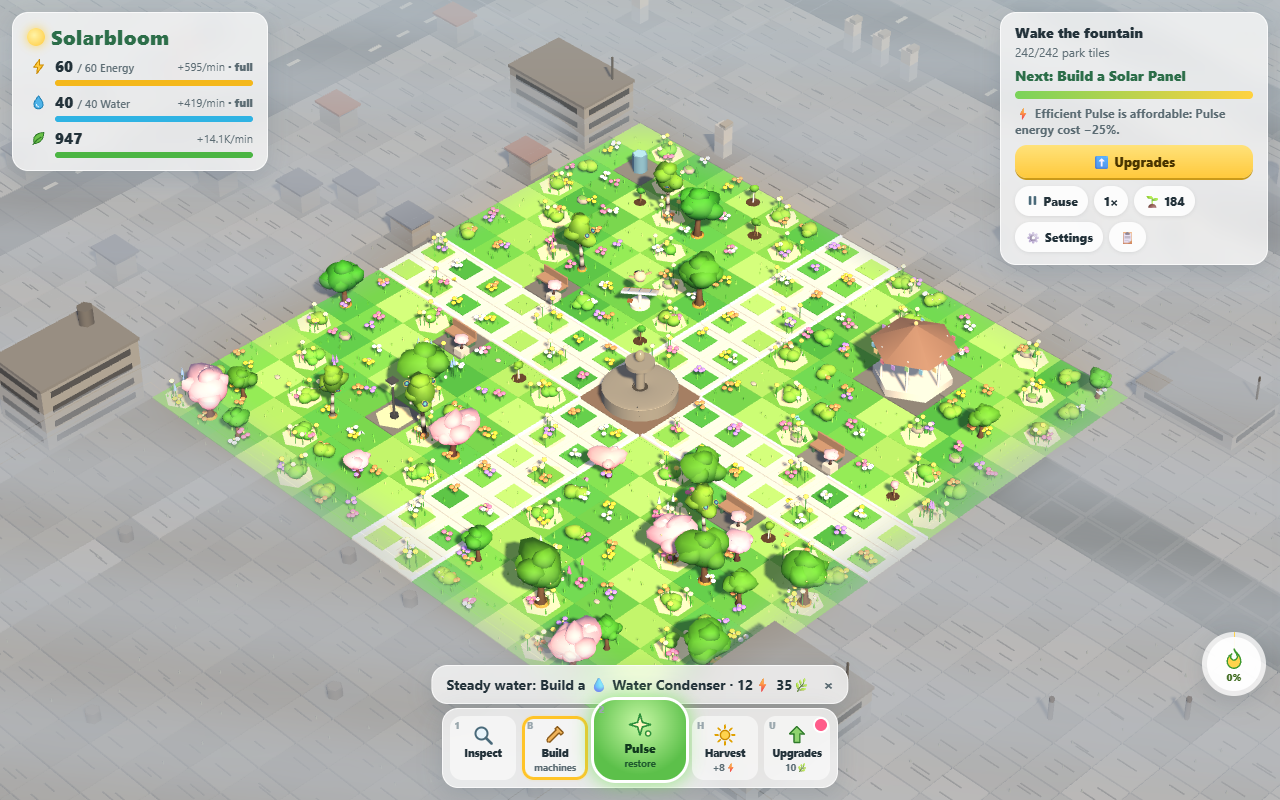 Solarbloom
60 / 60 Energy +595/min · full
40 / 40 Water +419/min · full
947 +14.1K/min
Wake the fountain
242/242 park tiles
Next: Build a Solar Panel
Efficient Pulse is affordable: Pulse
energy cost −25%.
Upgrades
Pause
1×
184
Settings
0%
Steady water: Build a Water Condenser · 12 35 ×
1
Inspect
B
Build
machines
Pulse
restore
H
Harvest
+8
U
Upgrades
10